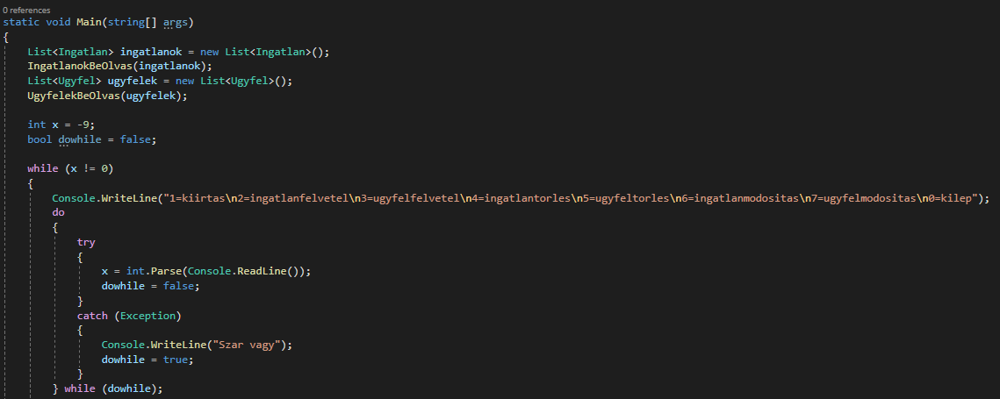 0 references
static void Main(string[] args)
{
List<Ingatlan> ingatlanok = new List<Ingatlan>();
IngatlanokBeOlvas(ingatlanok);
List<Ugyfel> ugyfelek = new List<Ugyfel>();
UgyfelekBeOlvas(ugyfelek);
int x = -9;
bool dowhile = false;
while (x != 0)
{
Console.WriteLine("1=kiirtas\n2=ingatlanfelvetel\n3=ugyfelfelvetel\n4=ingatlantorles\n5=ugyfeltorles\n6=ingatlanmodositas\n7=ugyfelmodositas\n0=kilep");
do
{
try
{
x = int.Parse(Console.ReadLine());
dowhile = false;
}
catch (Exception)
{
Console.WriteLine("Szar vagy");
dowhile = true;
}
} while (dowhile);